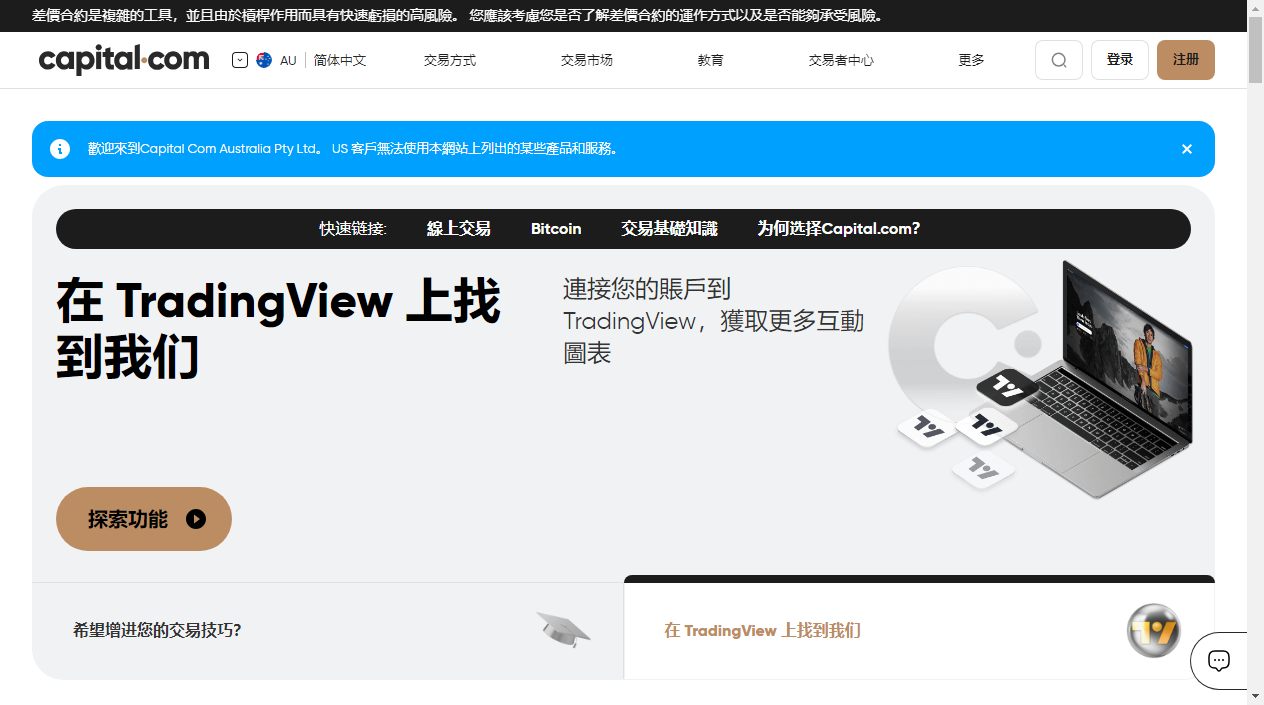 差價合約是複雜的工具，並且由於槓桿作用而具有快速虧損的高風險。 您應該考慮您是否了解差價合約的運作方式以及是否能夠承受風險。
capital.com AU 简体中文 交易方式 交易市场 教育 交易者中心 更多 登录 注册
歡迎來到Capital Com Australia Pty Ltd。 US 客戶無法使用本網站上列出的某些產品和服務。
快速链接: 線上交易 Bitcoin 交易基礎知識 为何选择Capital.com?
在 TradingView 上找
到我们
連接您的賬戶到
TradingView，獲取更多互動
圖表
探索功能
希望增进您的交易技巧?
在 TradingView 上找到我们